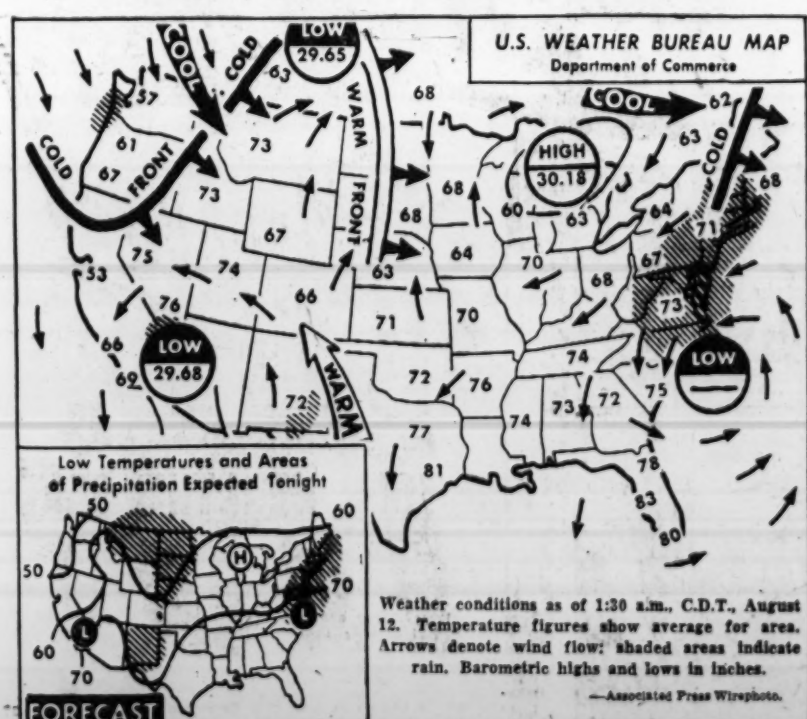 U.S. WEATHER BUREAU MAP
Department of Commerce
LOW
29.65
COOL
COLD
63
57
61
67
COLD
FRONT
73
WARM
FRONT
68
COOL
62
63
COLD
HIGH
30.18
68
73
68
68
60
63
64
68
71
67
75
74
67
63
64
70
68
67
53
76
66
71
70
73
66
LOW
29.68
69
WARM
72
72
76
74
74
73
72
75
LOW
77
81
78
83
80
Low Temperatures and Areas
of Precipitation Expected Tonight
50
60
50
H
70
L
L
60
70
FORECAST
Weather conditions as of 1:30 a.m., C.D.T., August
12. Temperature figures show average for area.
Arrows denote wind flow; shaded areas indicate
rain. Barometric highs and lows in inches.
—Associated Press Wirephoto.